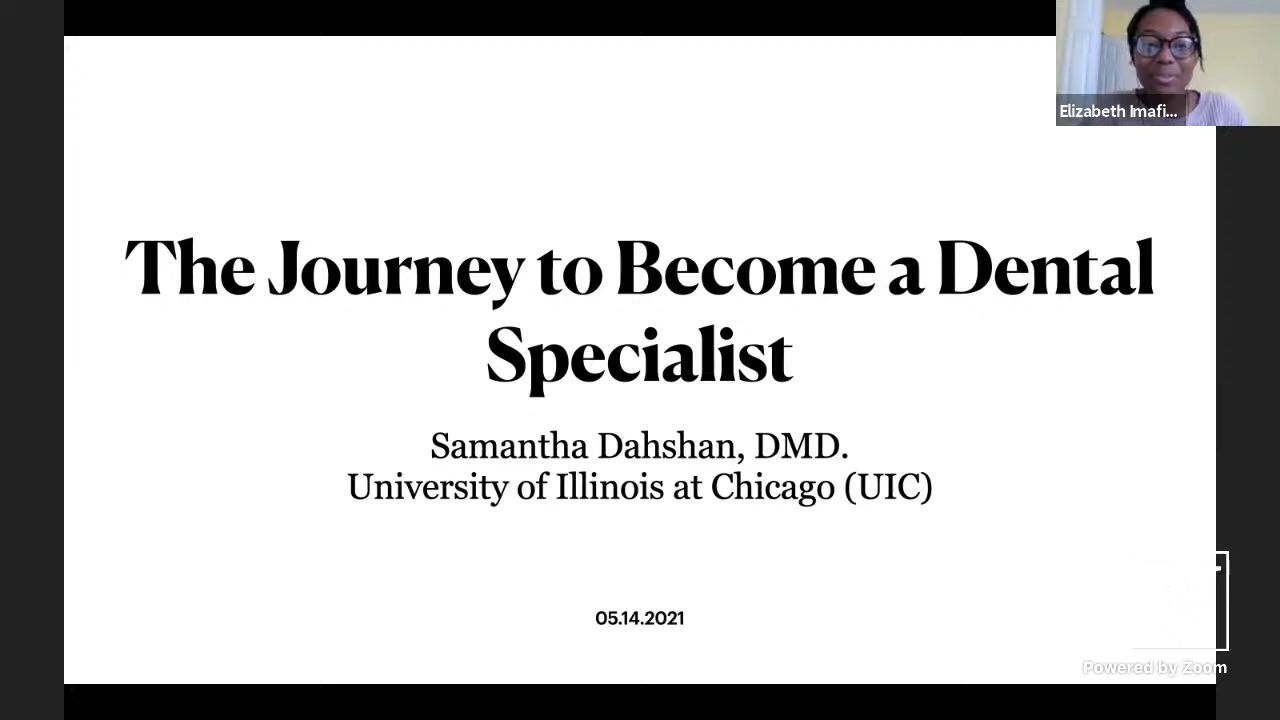 Elizabeth Imafi...
The Journey to Become a Dental
Specialist
Samantha Dahshan, DMD.
University of Illinois at Chicago (UIC)
05.14.2021
Powered by Zoom